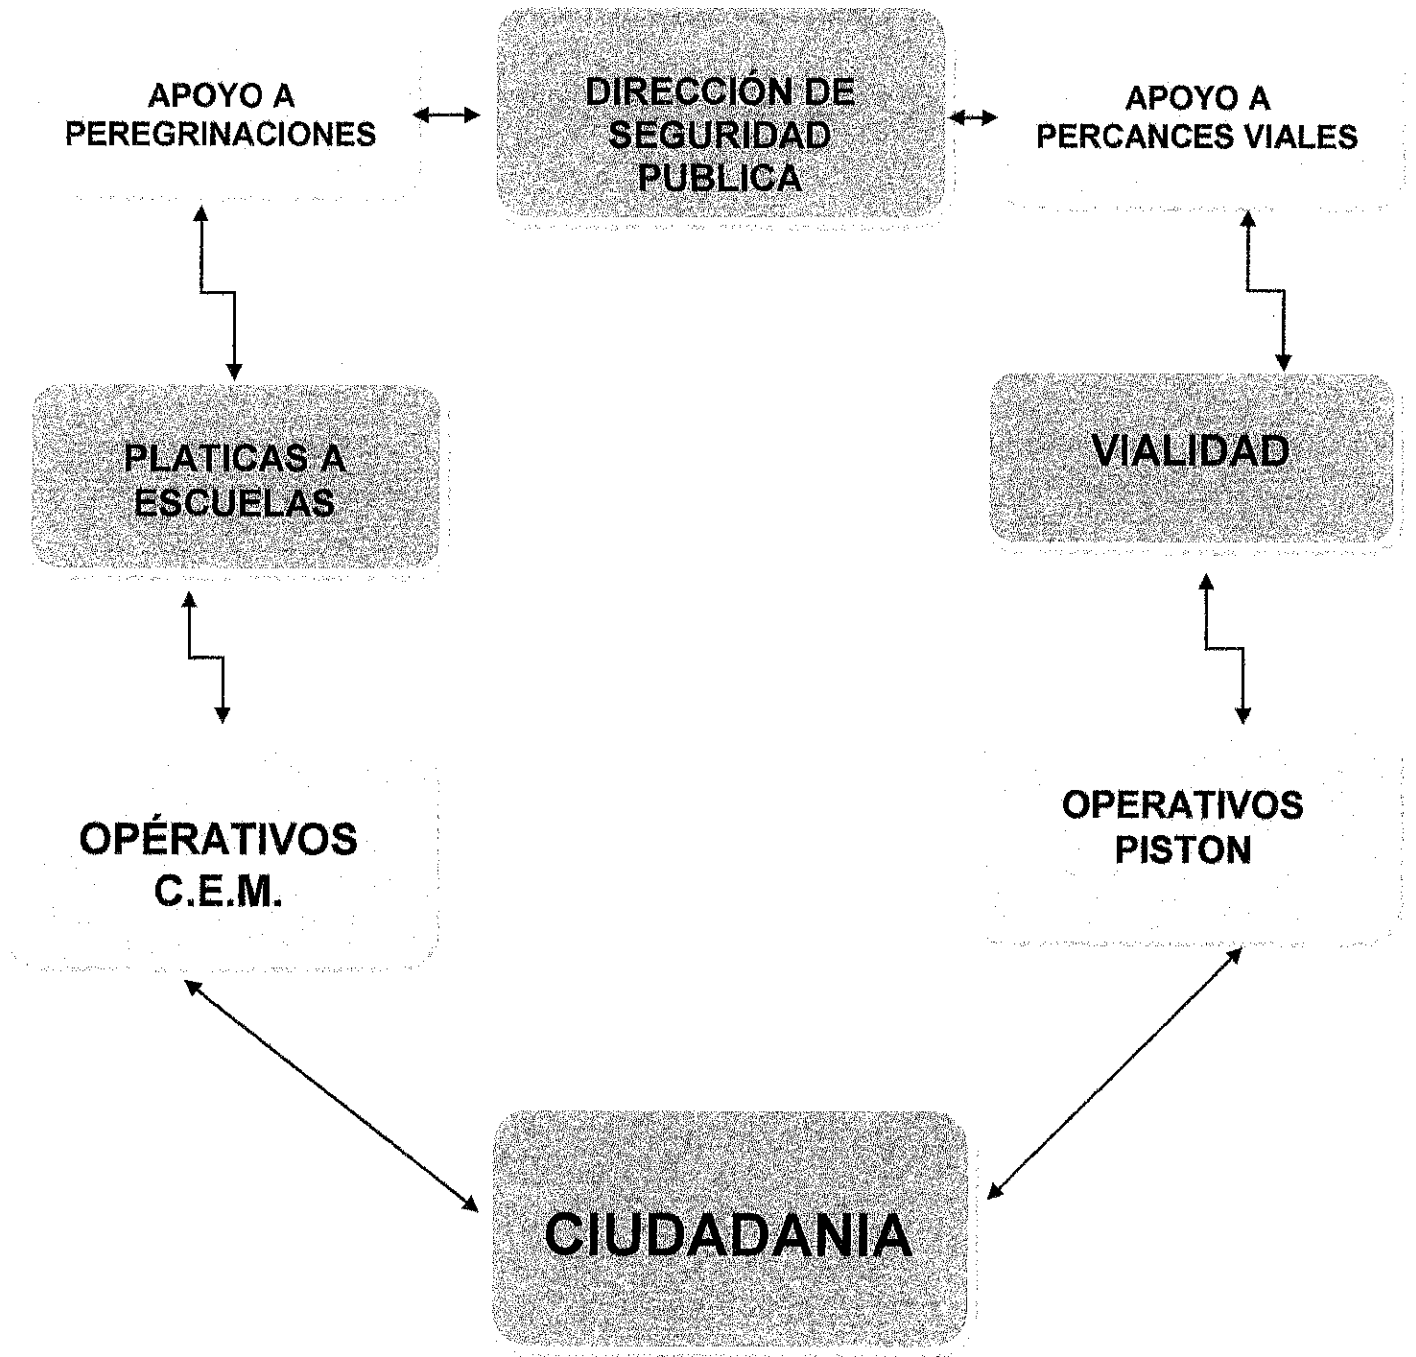 APOYO A
PEREGRINACIONES
DIRECCIÓN DE
SEGURIDAD
PUBLICA
APOYO A
PERCANCES VIALES
PLATICAS A
ESCUELAS
VIALIDAD
OPÉRATIVOS
C.E.M.
OPERATIVOS
PISTON
CIUDADANIA